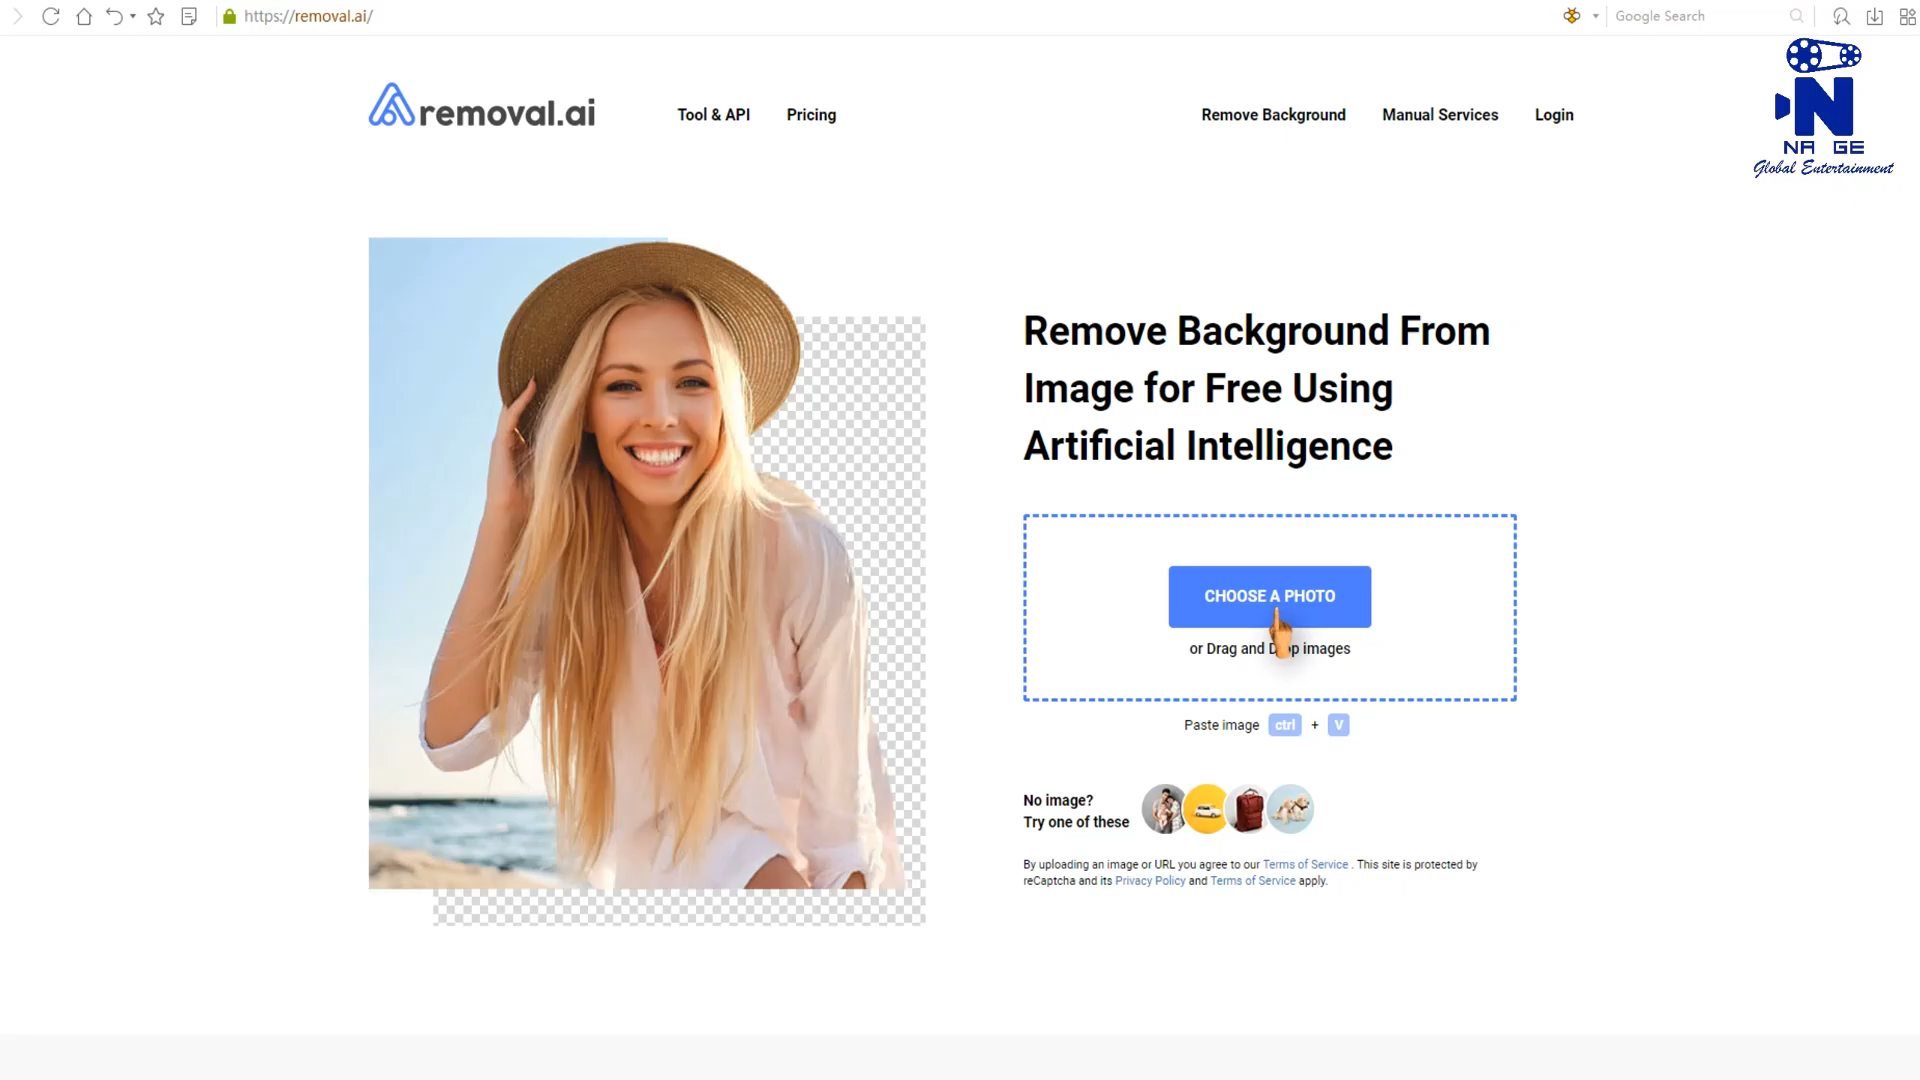 https://removal.ai/
Google Search
removal.ai
Tool & API
Pricing
Remove Background
Manual Services
Login
N
NA GE
Global Entertainment
Remove Background From
Image for Free Using
Artificial Intelligence
CHOOSE A PHOTO
or Drag and D op images
Paste image ctrl + V
No image?
Try one of these
By uploading an image or URL you agree to our Terms of Service . This site is protected by
reCaptcha and its Privacy Policy and Terms of Service apply.